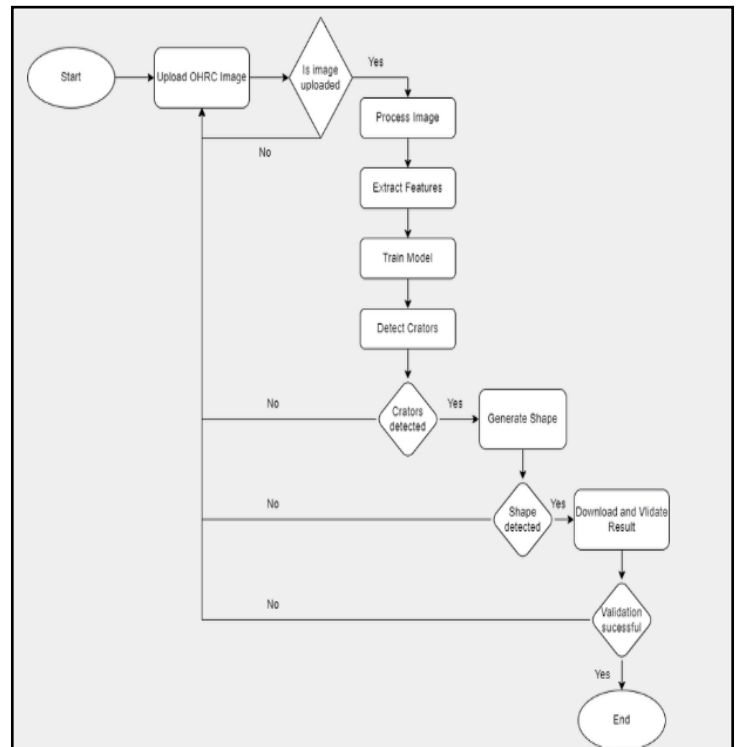 Start
Upload OHRC Image
Is image
uploaded
Yes
No
Process Image
Extract Features
Train Model
Detect Crators
Crators
detected
No
Yes
Generate Shape
Shape
detected
No
Yes
Download and Vlidate
Result
Validation
sucessful
No
Yes
End